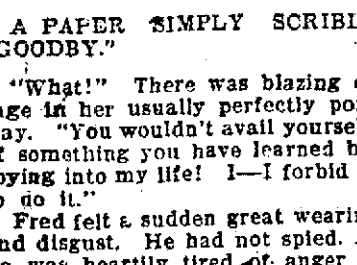 A PAPER SIMPLY SCRIBL
GOODBY."
"What!" There was blazing
age in her usually perfectly po
ay. "You wouldn't avail yourse
f something you have learned b
pying into my life! I—I forbid
o do it."
Fred felt a sudden great weari
nd disgust. He had not spied.
was heartily tired of anger